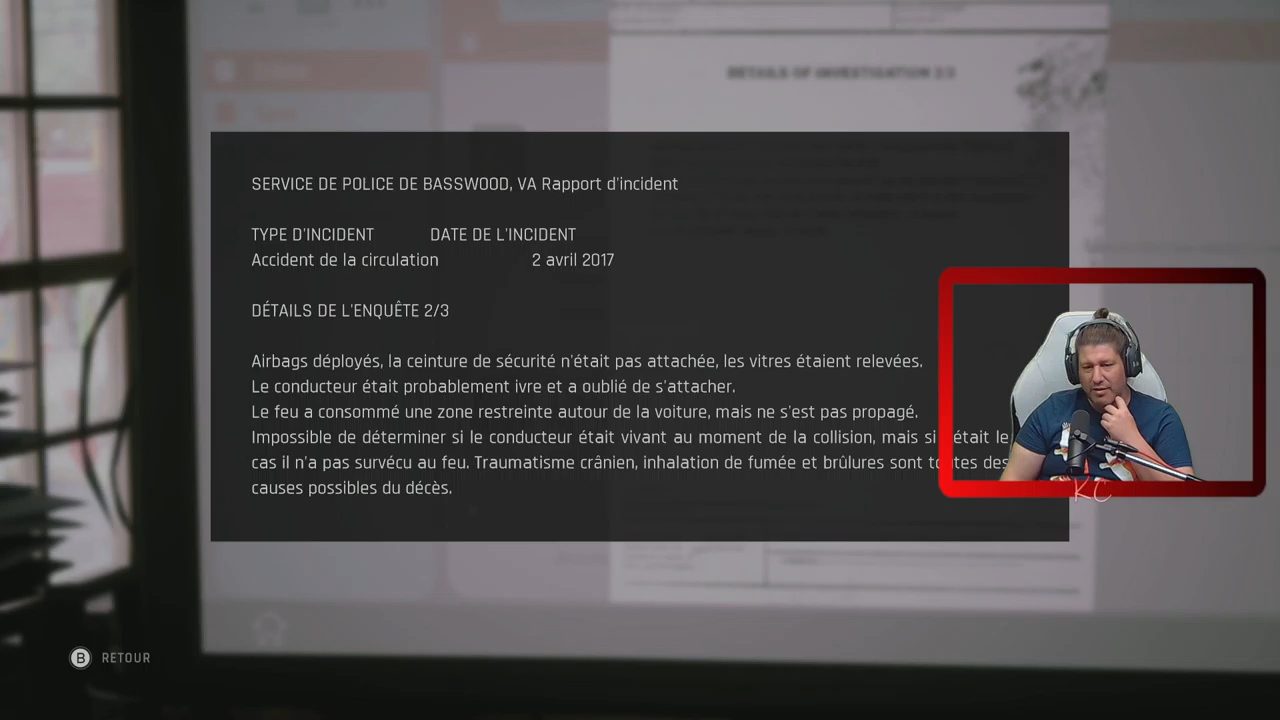 DETAILS OF INVESTIGATION 2/3
SERVICE DE POLICE DE BASSWOOD, VA Rapport d'incident
TYPE D'INCIDENT DATE DE L'INCIDENT
Accident de la circulation 2 avril 2017
DÉTAILS DE L'ENQUÊTE 2/3
Airbags déployés, la ceinture de sécurité n'était pas attachée, les vitres étaient relevées.
Le conducteur était probablement ivre et a oublié de s'attacher.
Le feu a consommé une zone restreinte autour de la voiture, mais ne s'est pas propagé.
Impossible de déterminer si le conducteur était vivant au moment de la collision, mais si était le
cas il n'a pas survécu au feu. Traumatisme crânien, inhalation de fumée et brûlures sont toutes des
causes possibles du décès.
KC
B RETOUR